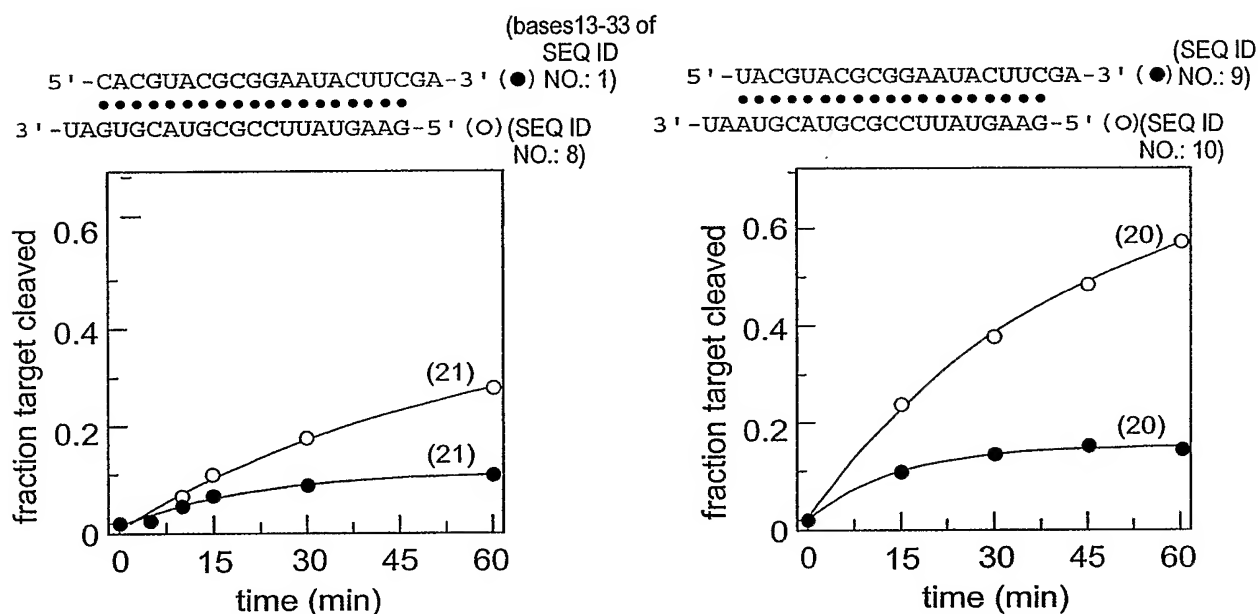 (bases13-33 of
SEQ ID
5'-CACGUACGCGGAAUACUUCGA-3' (●) NO.: 1)
3'-UAGUGCAUGCGCCUUAUGAAG-5' (○) (SEQ ID
NO.: 8)
fraction target cleaved
0.6
0.4
0.2
0
(21)
(21)
0 15 30 45 60
time (min)
(SEQ ID
5'-UACGUACGCGGAAUACUUCGA-3' (●) NO.: 9)
3'-UAAUGCAUGCGCCUUAUGAAG-5' (○) (SEQ ID
NO.: 10)
fraction target cleaved
0.6
0.4
0.2
0
(20)
(20)
0 15 30 45 60
time (min)